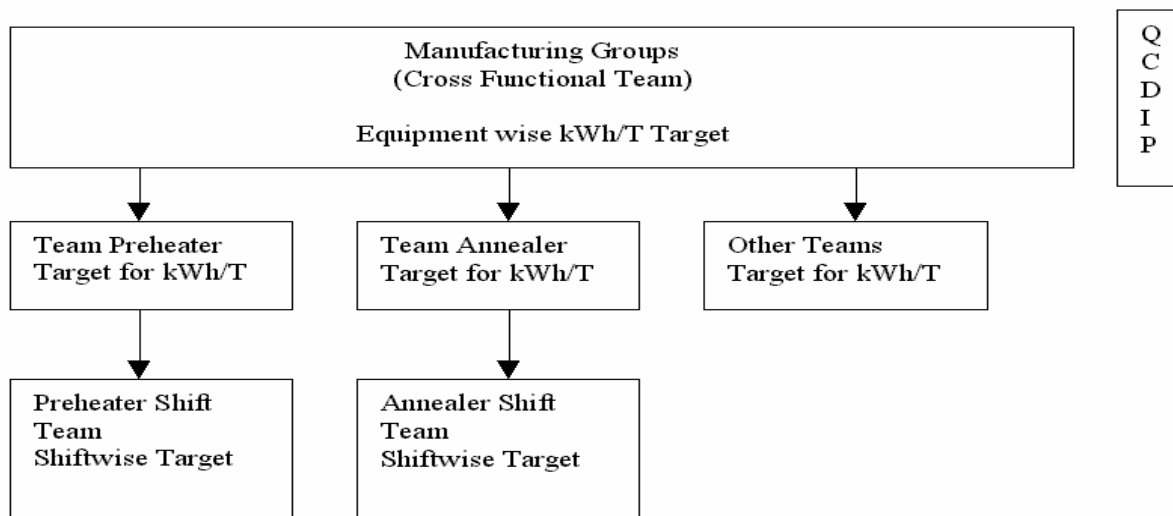 Manufacturing Groups
(Cross Functional Team)
Equipment wise kWh/T Target
Q
C
D
I
P
Team Preheater
Target for kWh/T
Team Annealer
Target for kWh/T
Other Teams
Target for kWh/T
Preheater Shift
Team
Shiftwise Target
Annealer Shift
Team
Shiftwise Target